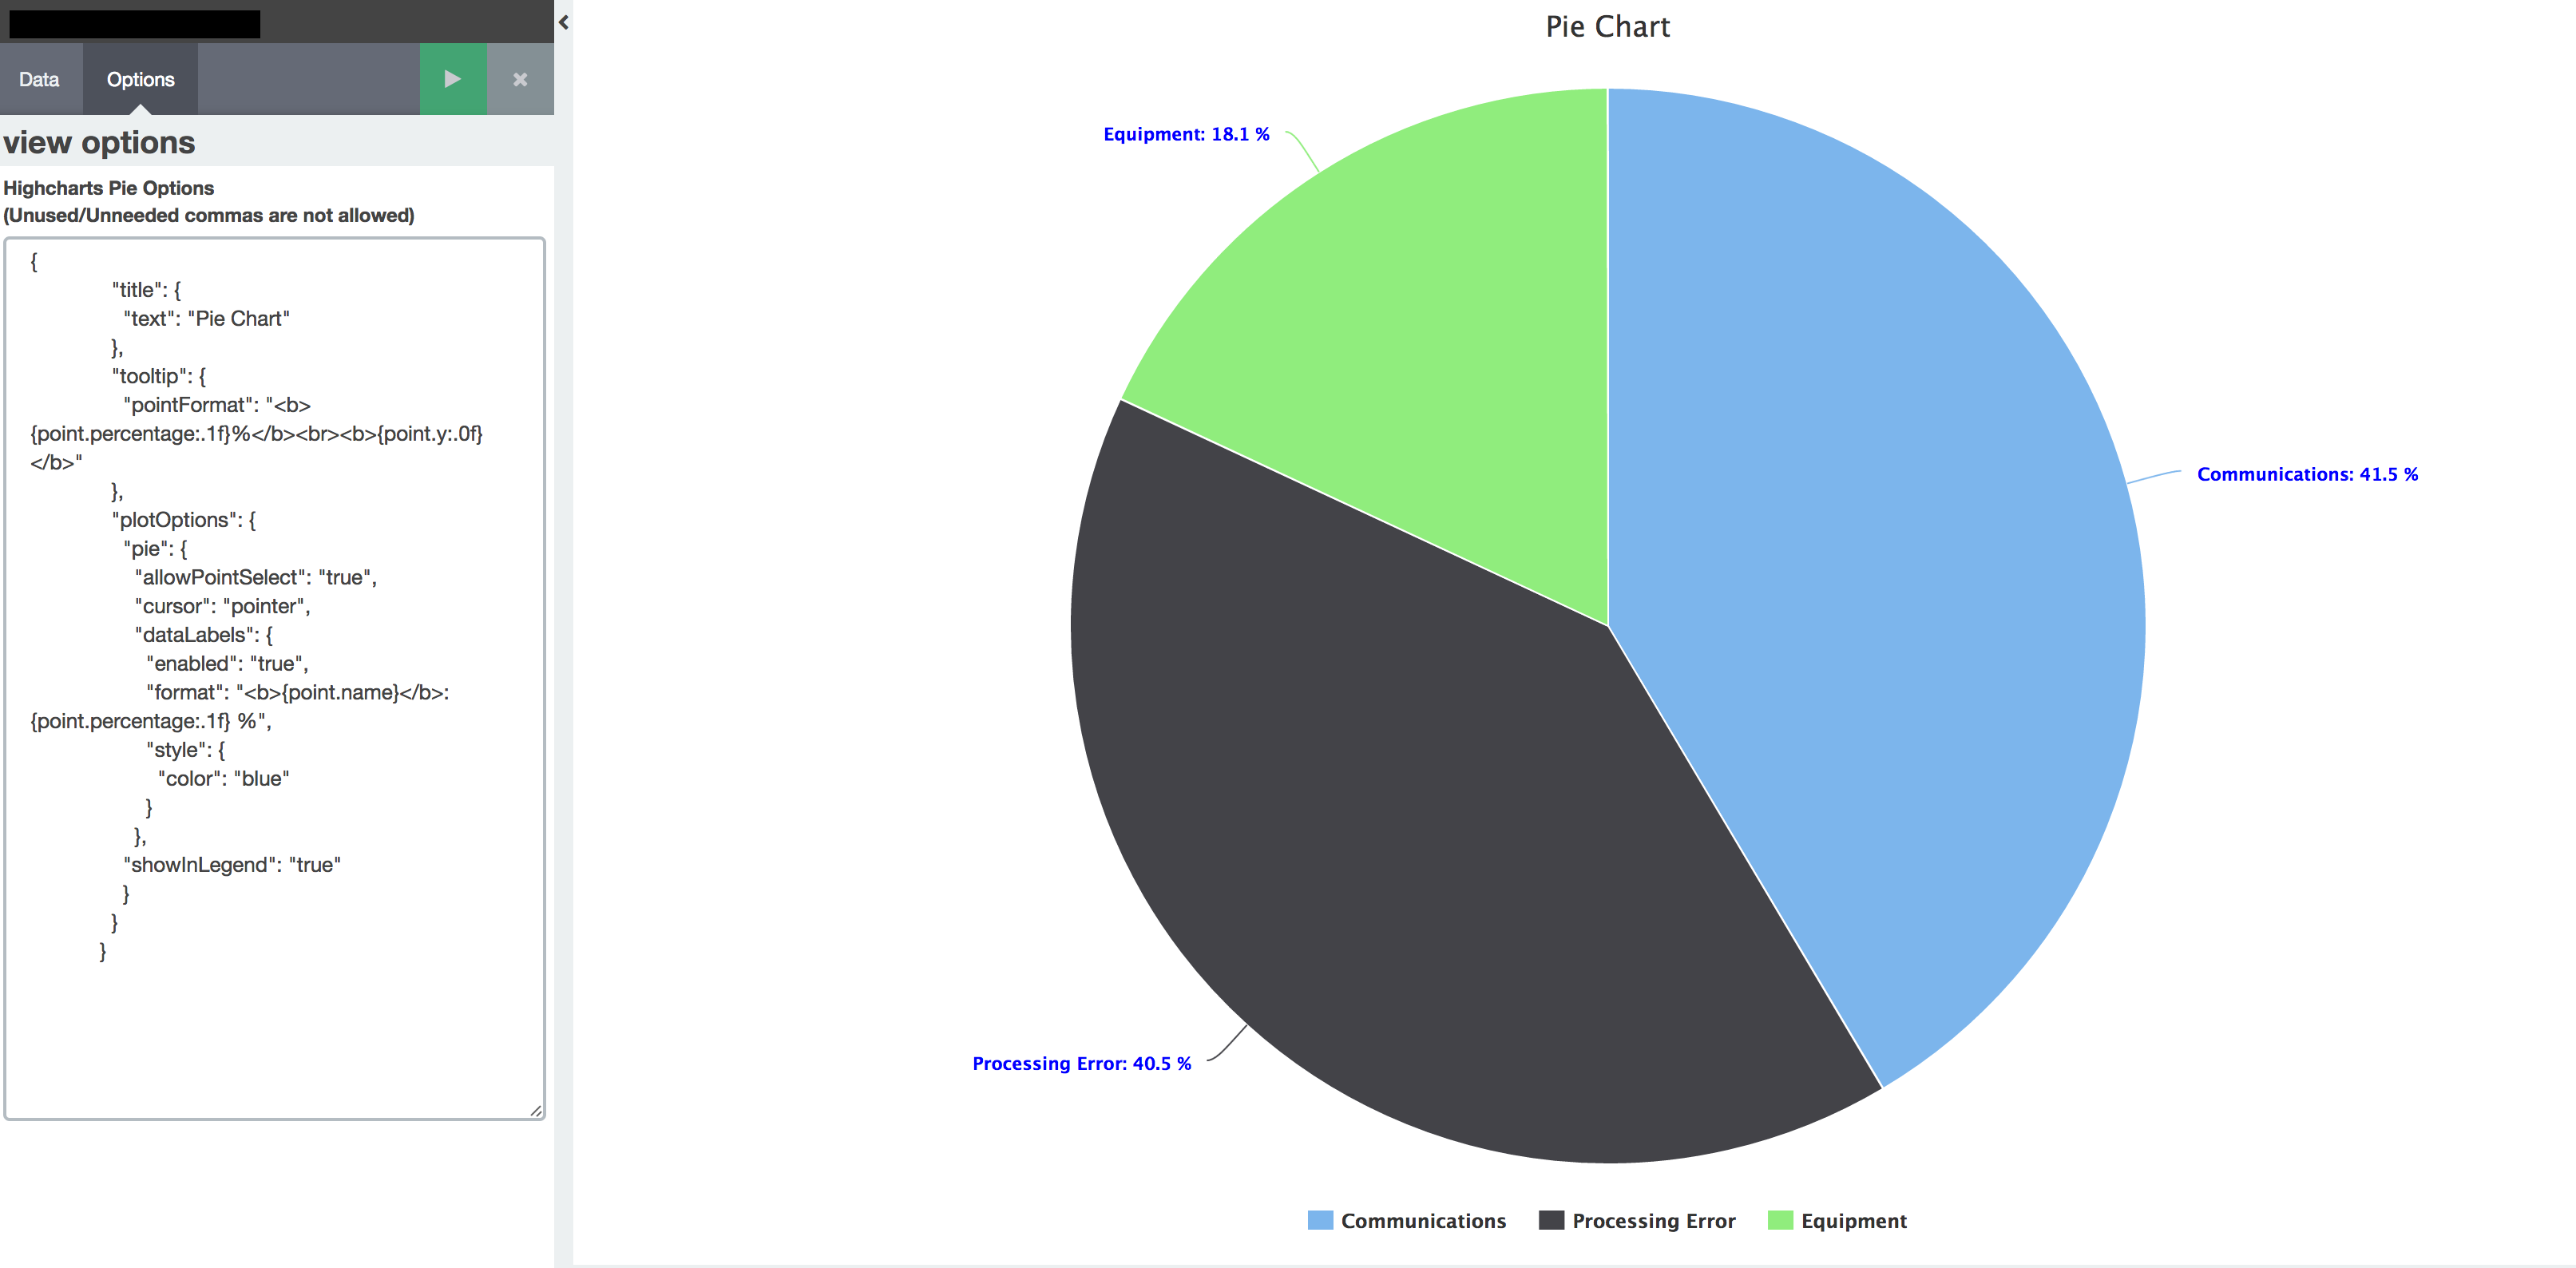 Data
Options
view options
Highcharts Pie Options
(Unused/Unneeded commas are not allowed)
{
"title": {
"text": "Pie Chart"
},
"tooltip": {
"pointFormat": "<b>
{point.percentage:.1f}%</b><br><b>{point.y:.0f}
</b>"
},
"plotOptions": {
"pie": {
"allowPointSelect": "true",
"cursor": "pointer",
"dataLabels": {
"enabled": "true",
"format": "<b>{point.name}</b>:
{point.percentage:.1f} %",
"style": {
"color": "blue"
}
},
"showInLegend": "true"
}
}
}
Pie Chart
Equipment: 18.1 %
Communications: 41.5 %
Processing Error: 40.5 %
Communications
Processing Error
Equipment